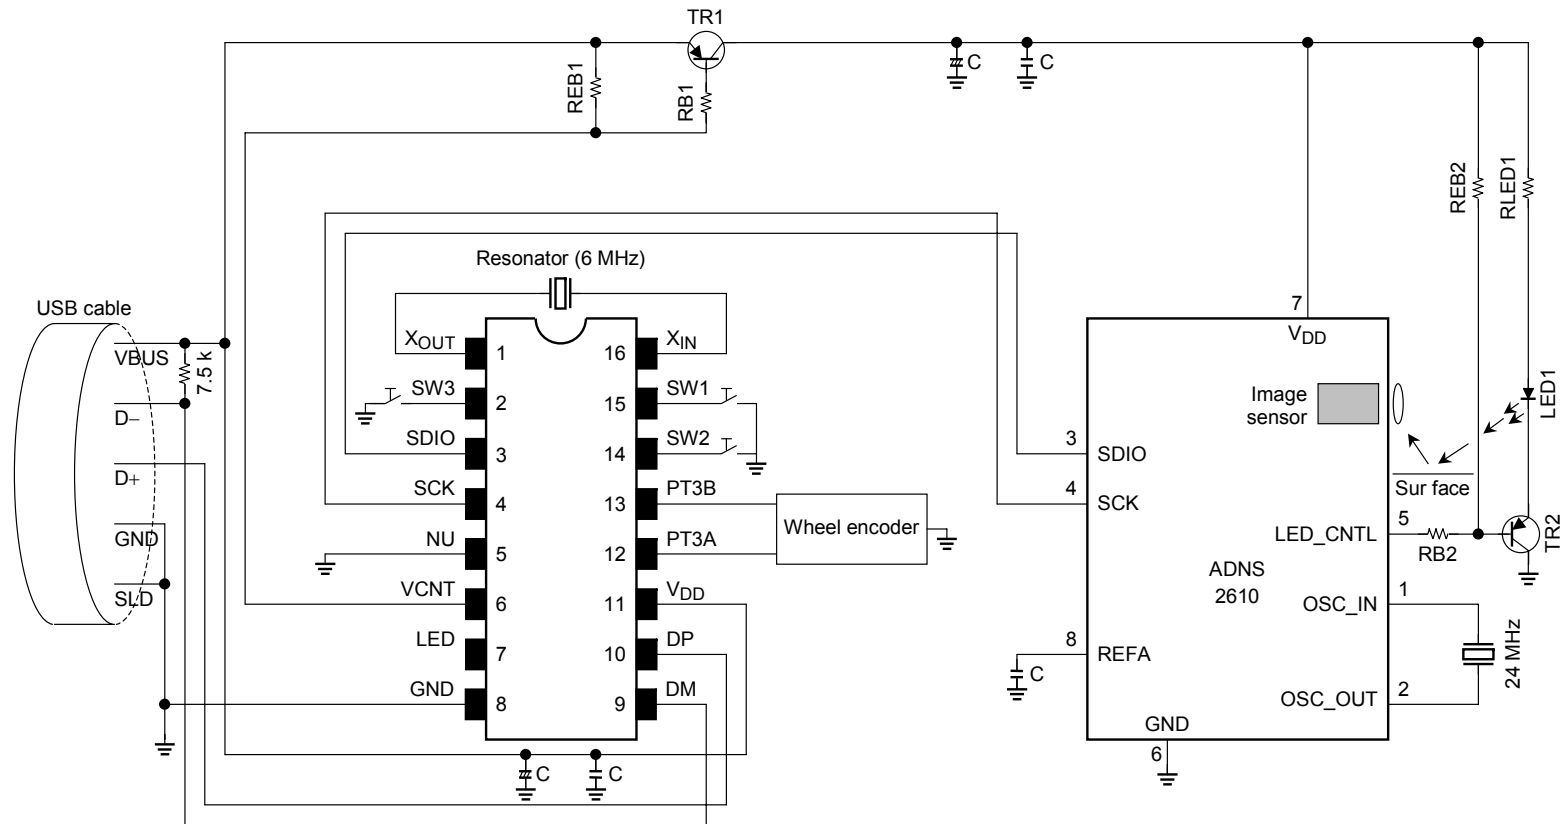 TR1
C
C
REB1
RB1
REB2
RLED1
Resonator (6 MHz)
USB cable
VBUS
7.5 k
D−
D+
GND
SLD
XOUT
1
16
XIN
SW3
2
15
SW1
SDIO
3
14
SW2
SCK
4
13
PT3B
NU
5
12
PT3A
Wheel encoder
VCNT
6
11
VDD
LED
7
10
DP
GND
8
9
DM
C
C
7
VDD
Image
sensor
LED1
3
SDIO
4
SCK
Sur face
LED_CNTL
5
RB2
TR2
ADNS
2610
OSC_IN
1
8
REFA
C
24 MHz
OSC_OUT
2
GND
6